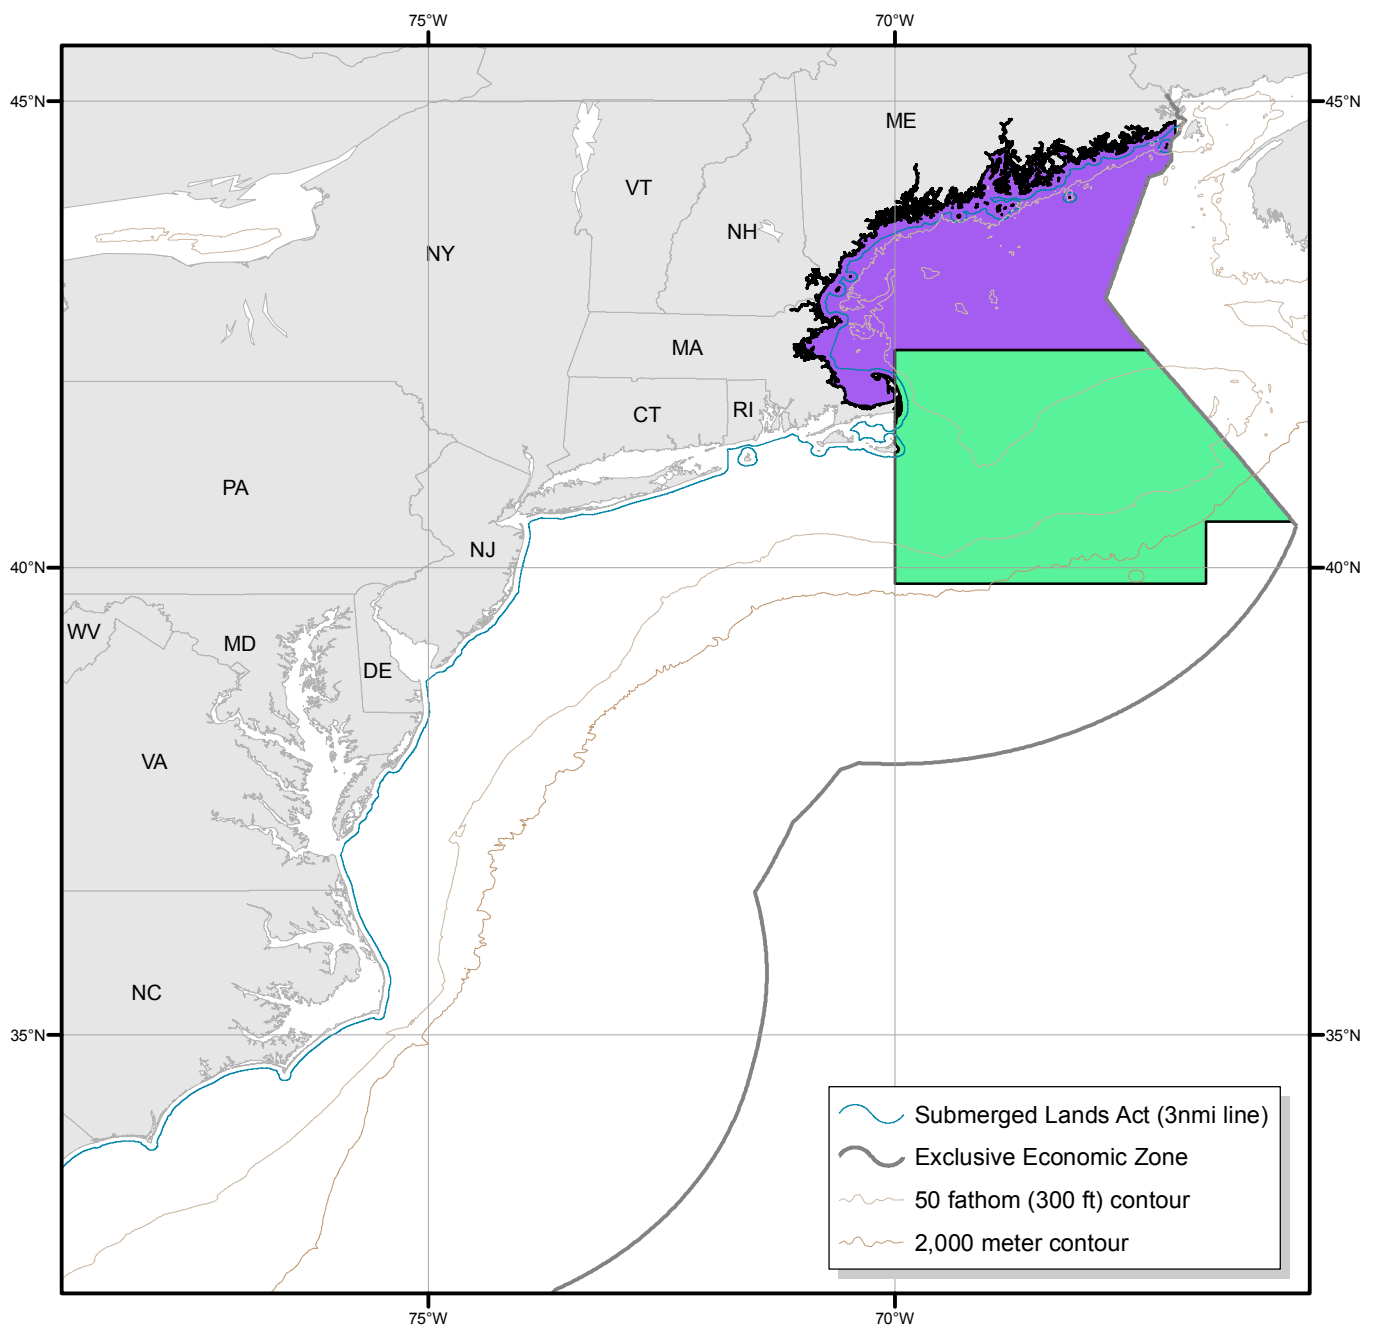 75°W 70°W
45°N 45°N
ME
VT
NH
NY
MA
CT RI
PA
NJ
40°N 40°N
WV
MD
DE
VA
NC
35°N 35°N
Submerged Lands Act (3nmi line)
Exclusive Economic Zone
50 fathom (300 ft) contour
2,000 meter contour
75°W 70°W